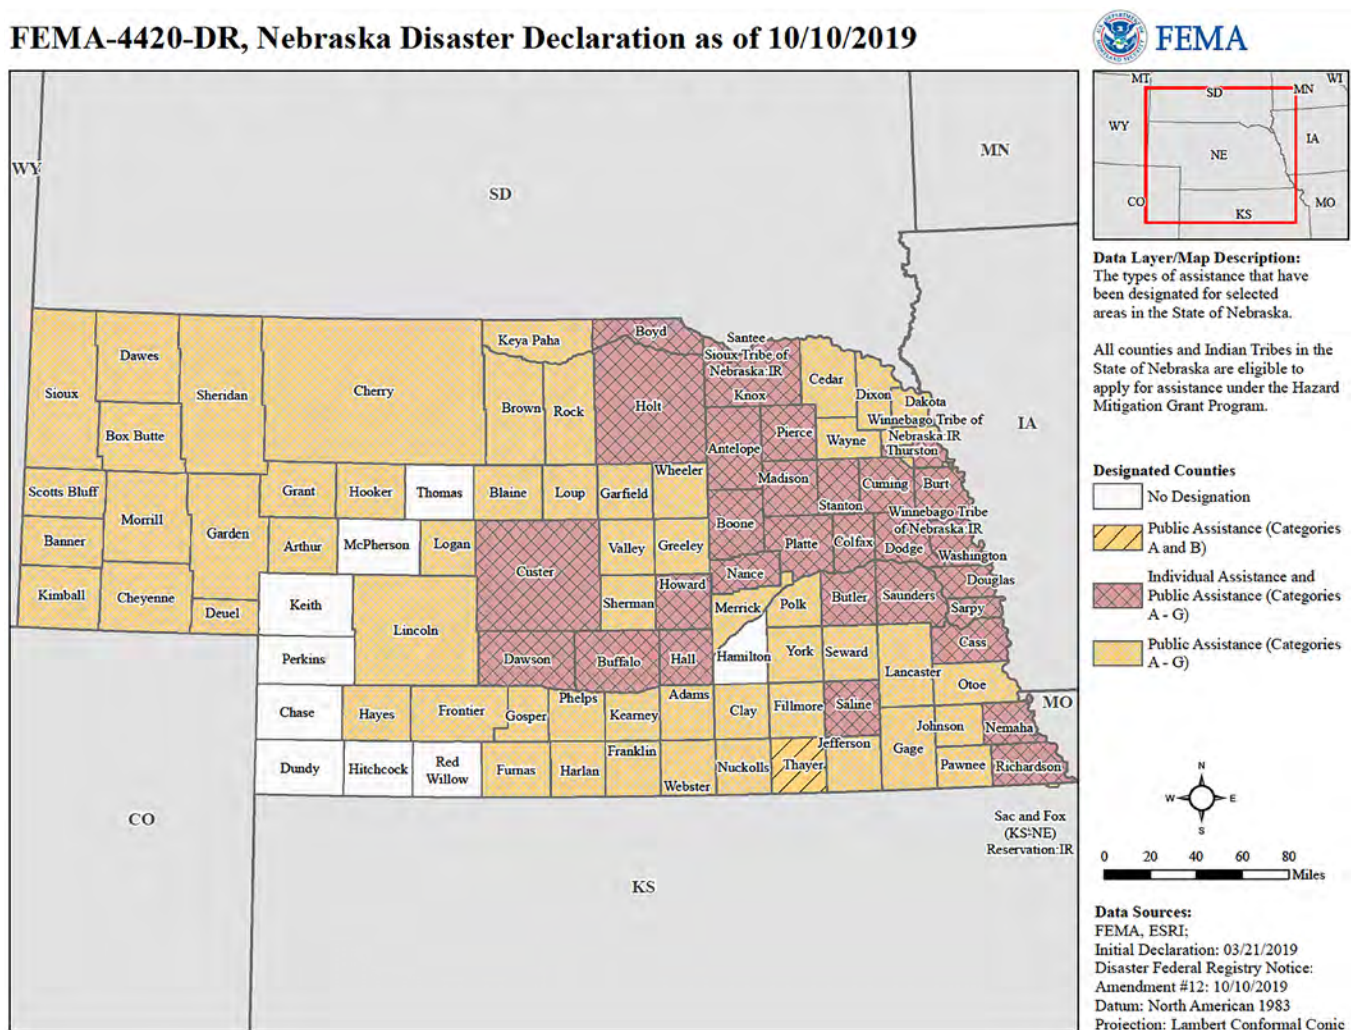 FEMA-4420-DR, Nebraska Disaster Declaration as of 10/10/2019
FEMA
MT
WI
SD
MN
WY
IA
NE
CO
MO
KS
WY
SD
MN
IA
MO
CO
KS
Data Layer/Map Description:
The types of assistance that have
been designated for selected
areas in the State of Nebraska.
All counties and Indian Tribes in the
State of Nebraska are eligible to
apply for assistance under the Hazard
Mitigation Grant Program.
Designated Counties
No Designation
Public Assistance (Categories
A and B)
Individual Assistance and
Public Assistance (Categories
A - G)
Public Assistance (Categories
A - G)
Sioux
Dawes
Sheridan
Cherry
Keya Paha
Boyd
Santee
Sioux Tribe of
Nebraska:IR
Knox
Cedar
Dixon
Dakota
Winnebago Tribe of
Nebraska:IR
Thurston
Box Butte
Brown
Rock
Holt
Antelope
Pierce
Wayne
Scotts Bluff
Morrill
Garden
Grant
Hooker
Thomas
Blaine
Loup
Garfield
Wheeler
Madison
Stanton
Cuming
Burt
Winnebago Tribe
of Nebraska:IR
Banner
Arthur
McPherson
Logan
Custer
Valley
Greeley
Boone
Platte
Colfax
Dodge
Washington
Kimball
Cheyenne
Deuel
Keith
Lincoln
Sherman
Howard
Nance
Merrick
Polk
Butler
Saunders
Douglas
Sarpy
Perkins
Dawson
Buffalo
Hall
Hamilton
York
Seward
Lancaster
Cass
Otoe
Chase
Hayes
Frontier
Gosper
Phelps
Kearney
Adams
Clay
Fillmore
Saline
Johnson
Nemaha
Dundy
Hitchcock
Red
Willow
Furnas
Harlan
Franklin
Webster
Nuckolls
Thayer
Jefferson
Gage
Pawnee
Richardson
Sac and Fox
(KS-NE)
Reservation:IR
N
W
E
S
0 20 40 60 80
Miles
Data Sources:
FEMA, ESRI;
Initial Declaration: 03/21/2019
Disaster Federal Registry Notice:
Amendment #12: 10/10/2019
Datum: North American 1983
Projection: Lambert Conformal Conic